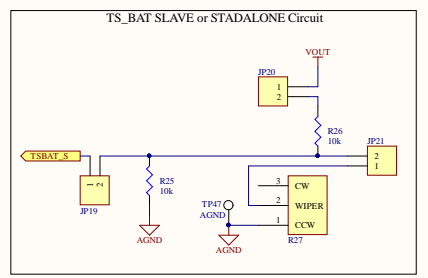 TS_BAT SLAVE or STADALONE Circuit
VOUT
JP20
1
2
R26
10k
JP21
2
1
TSBAT_S
1
2
JP19
R25
10k
AGND
TP47
AGND
AGND
3
CW
2
WIPER
1
CCW
R27